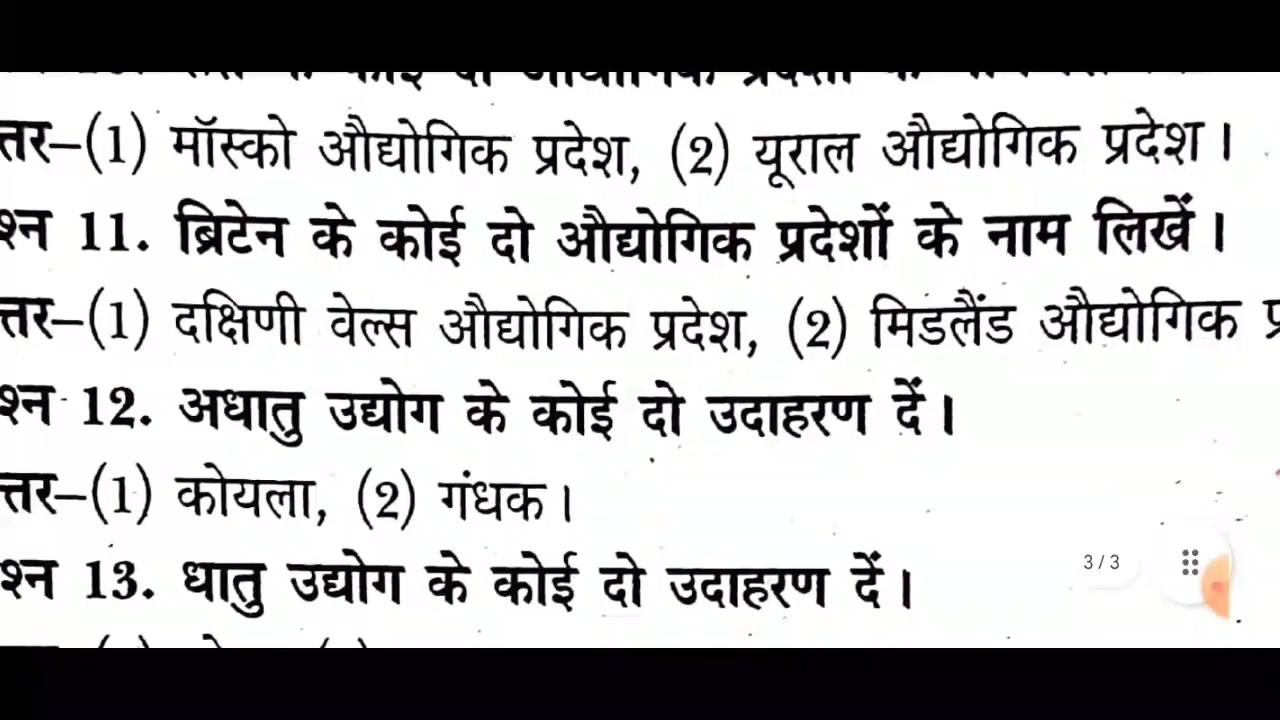 त्तर–(1) मॉस्को औद्योगिक प्रदेश, (2) यूराल औद्योगिक प्रदेश।
श्न 11. ब्रिटेन के कोई दो औद्योगिक प्रदेशों के नाम लिखें।
त्तर–(1) दक्षिणी वेल्स औद्योगिक प्रदेश, (2) मिडलैंड औद्योगिक प्र
श्न 12. अधातु उद्योग के कोई दो उदाहरण दें।
त्तर–(1) कोयला, (2) गंधक।
श्न 13. धातु उद्योग के कोई दो उदाहरण दें।
3 / 3